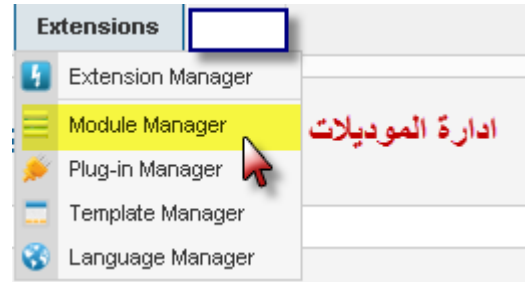 Extensions
Extension Manager
Module Manager
ادارة الموديلات
Plug-in Manager
Template Manager
Language Manager